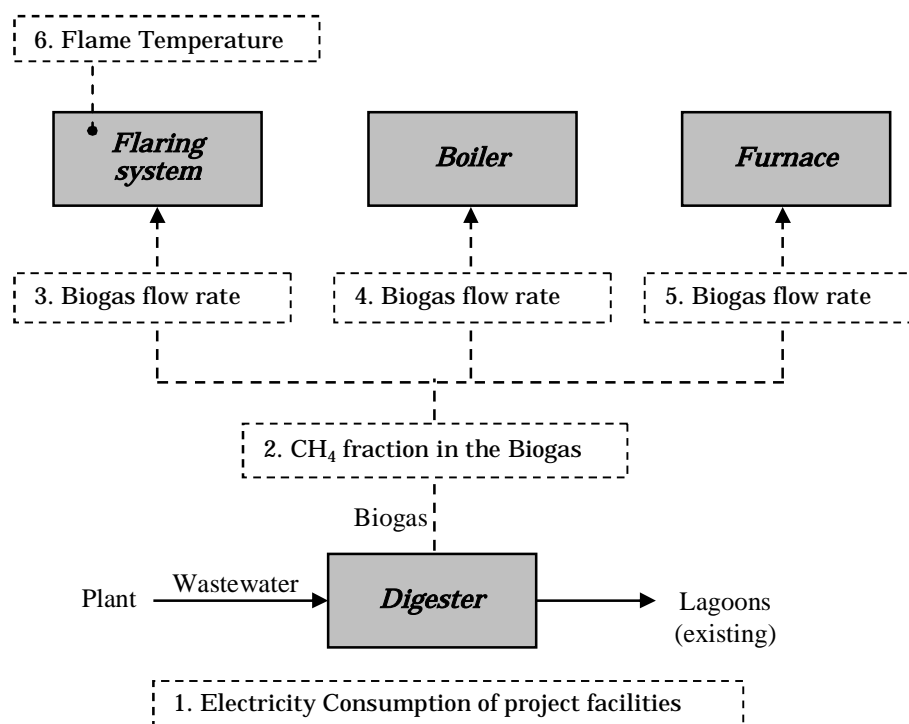 6. Flame Temperature
Flaring
system
Boiler
Furnace
3. Biogas flow rate
4. Biogas flow rate
5. Biogas flow rate
2. CH₄ fraction in the Biogas
Biogas
Plant
Wastewater
Digester
Lagoons
(existing)
1. Electricity Consumption of project facilities